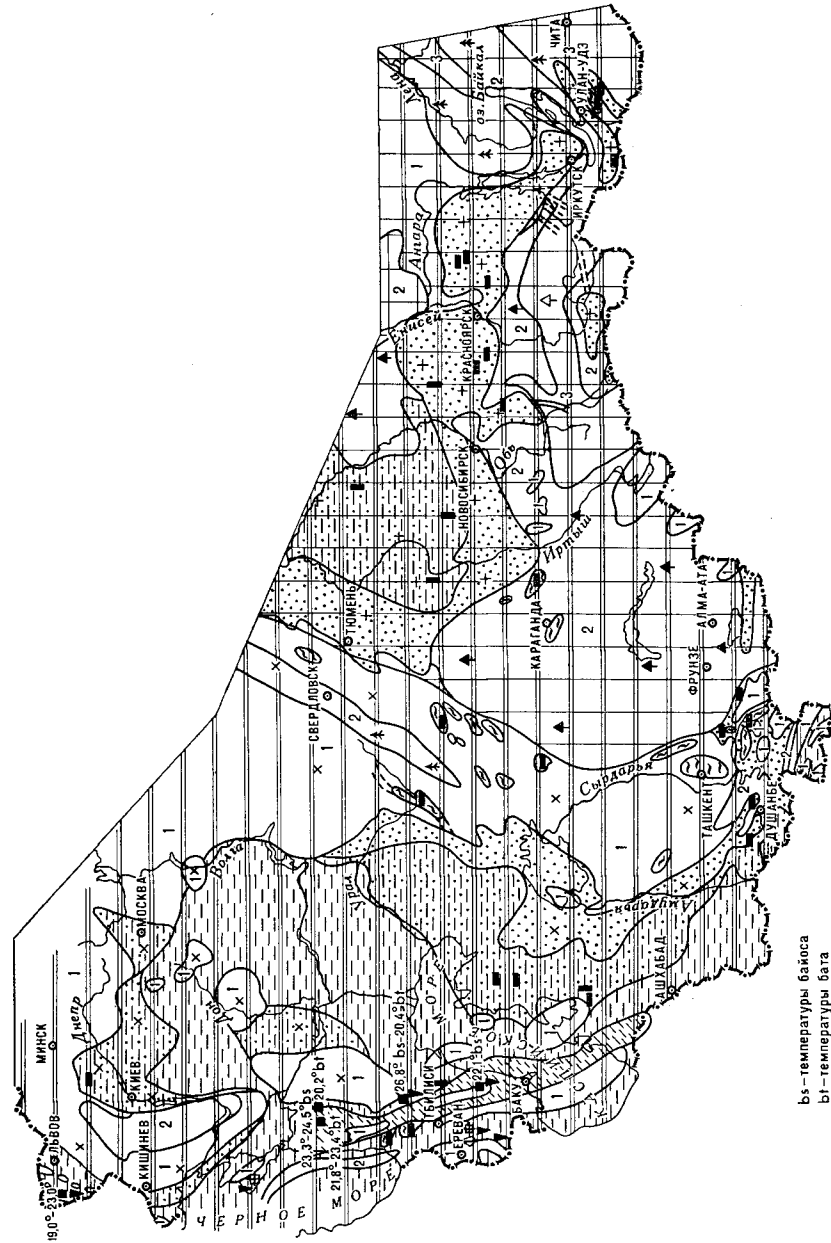 МИНСК
ЛЬВОВ
Днепр
КИЕВ
КИШИНЕВ
МОСКВА
Волга
Дон
Урал
СВЕРДЛОВСК
ТЮМЕНЬ
НОВОСИБИРСК
Обь
Иртыш
Енисей
КРАСНОЯРСК
Ангара
Лена
оз. Байкал
ИРКУТСК
УЛАН-УДЭ
ЧИТА
КАРАГАНДА
АЛМА-АТА
ФРУНЗЕ
ТАШКЕНТ
Сырдарья
ДУШАНБЕ
Амударья
АШХАБАД
БАКУ
ТБИЛИСИ
ЕРЕВАН
ЧЕРНОЕ МОРЕ
19,0°-23,0°
23,3°-24,5°bs
20,2°bt
21,8°-23,4°bt
26,8°bs-20,4°bt
bs–температуры байоса
bt–температуры бата